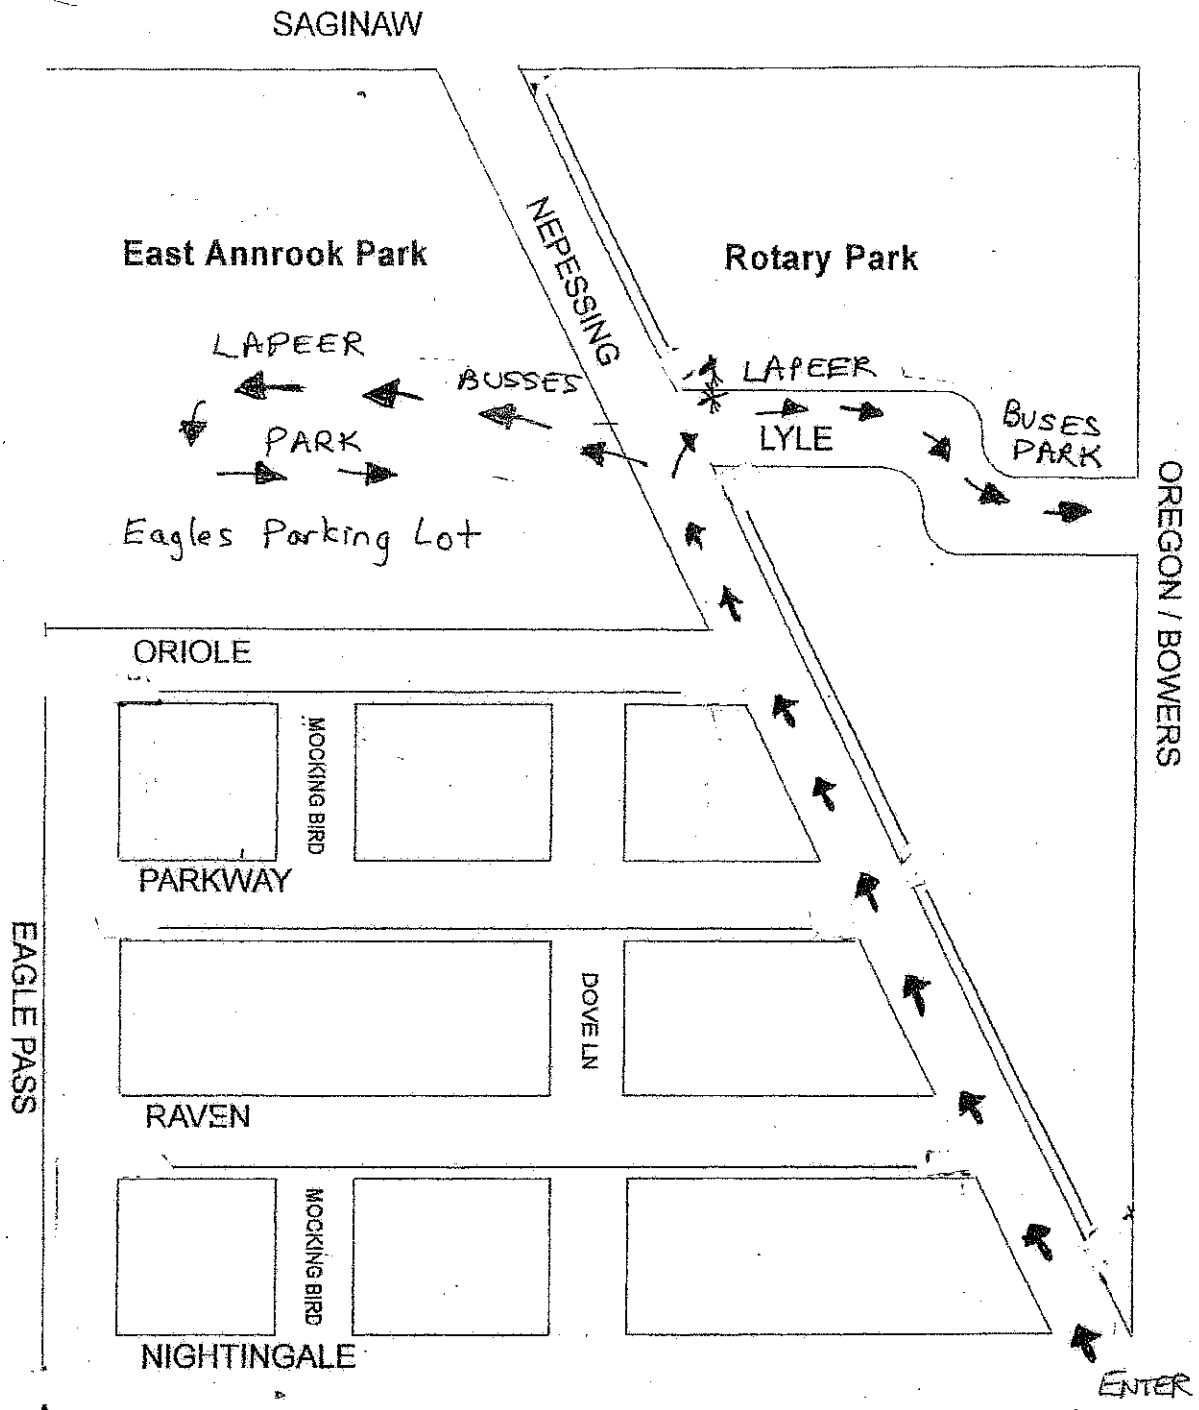 SAGINAW
East Annrook Park
NEPESSING
Rotary Park
LAPEER
BUSSES
PARK
Eagles Parking Lot
LAPEER
LYLE
BUSES
PARK
OREGON / BOWERS
ORIOLE
MOCKING BIRD
PARKWAY
EAGLE PASS
DOVE LN
RAVEN
MOCKING BIRD
NIGHTINGALE
ENTER